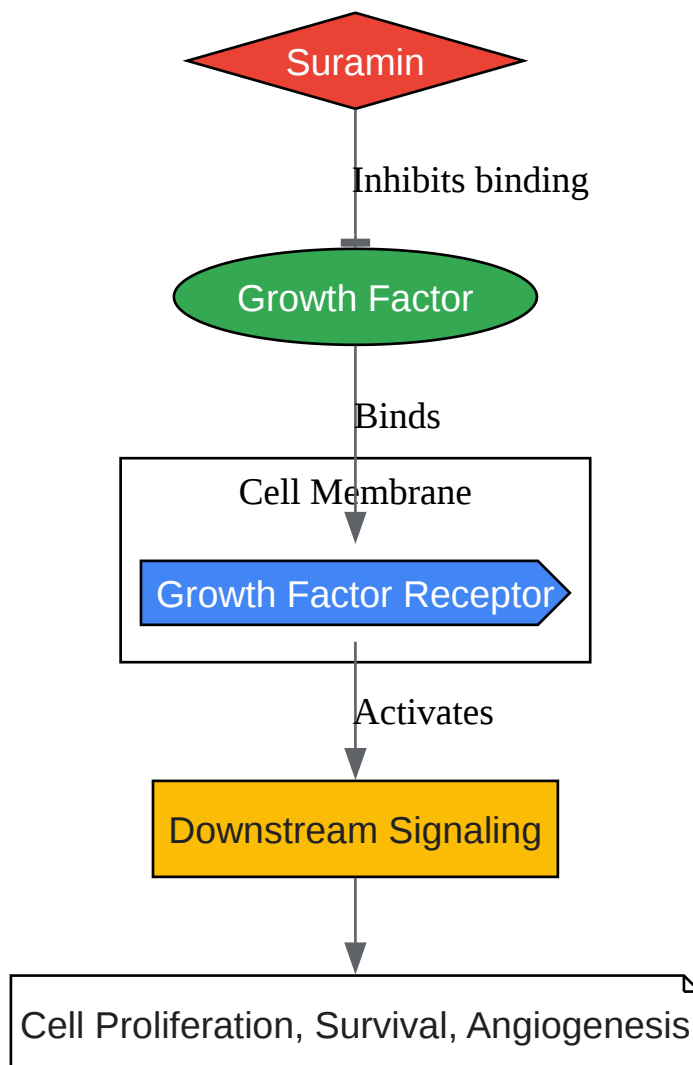 Suramin
Inhibits binding
Growth Factor
Binds
Cell Membrane
Growth Factor Receptor
Activates
Downstream Signaling
Cell Proliferation, Survival, Angiogenesis